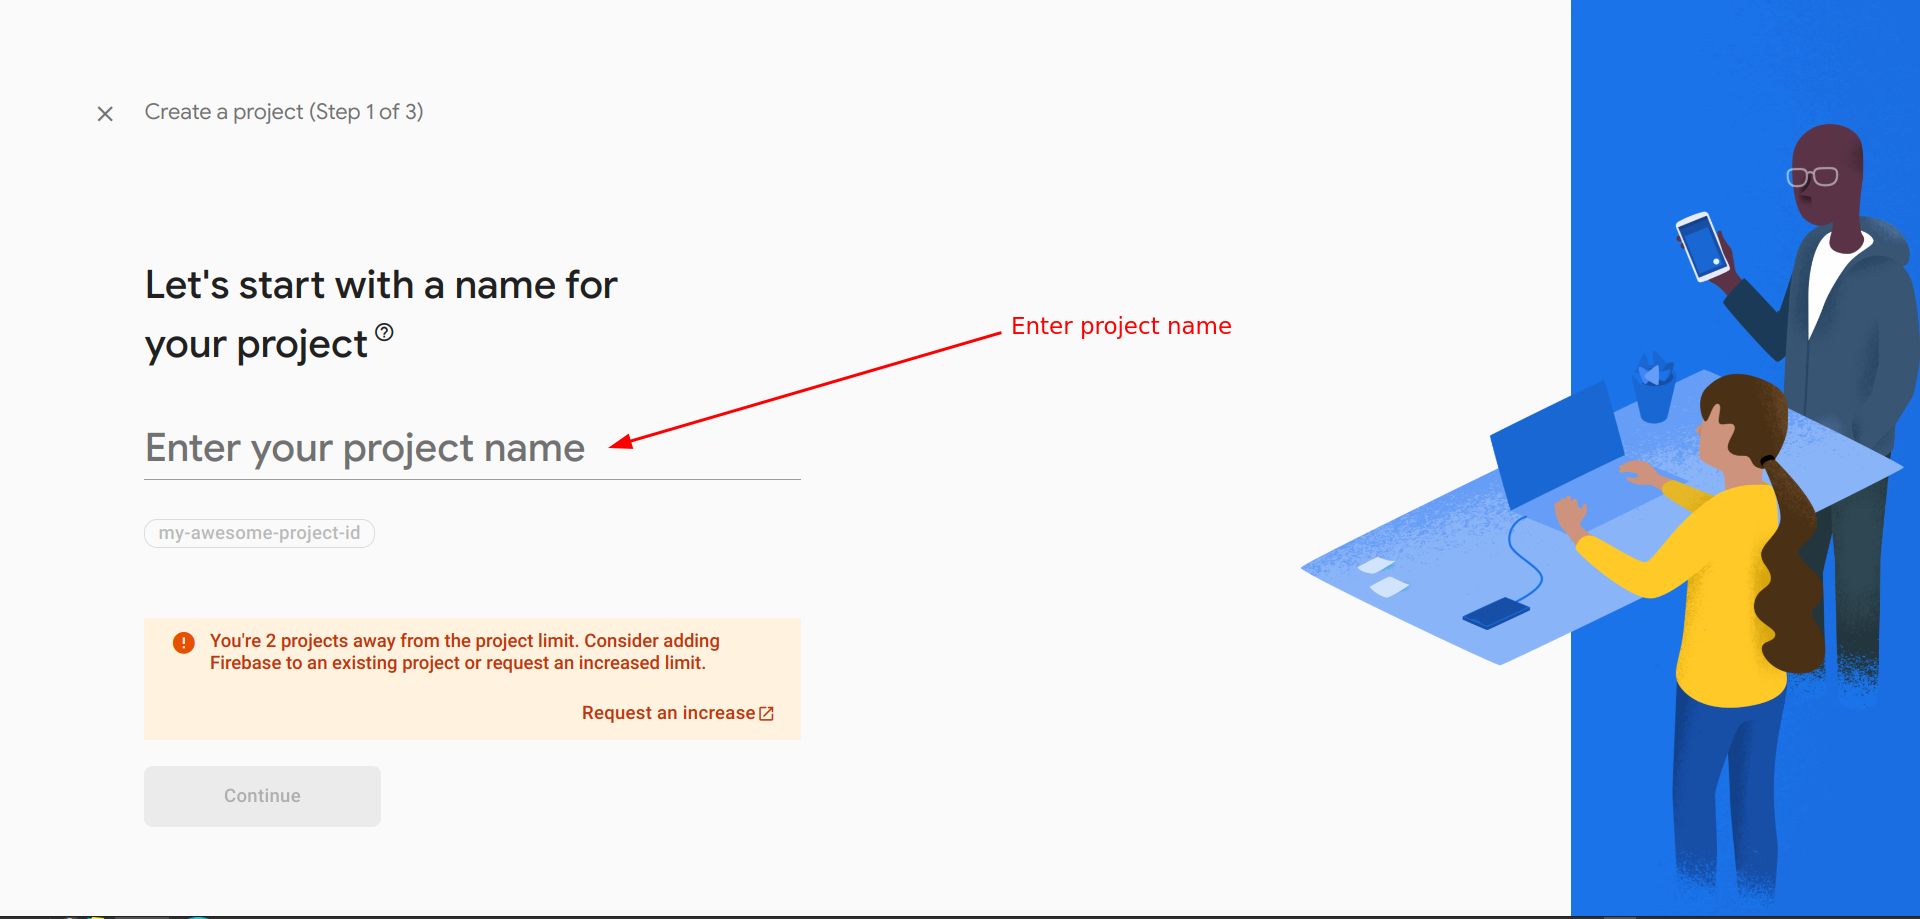 Create a project (Step 1 of 3)
Let's start with a name for
your project
Enter project name
Enter your project name
my-awesome-project-id
You're 2 projects away from the project limit. Consider adding
Firebase to an existing project or request an increased limit.
Request an increase
Continue